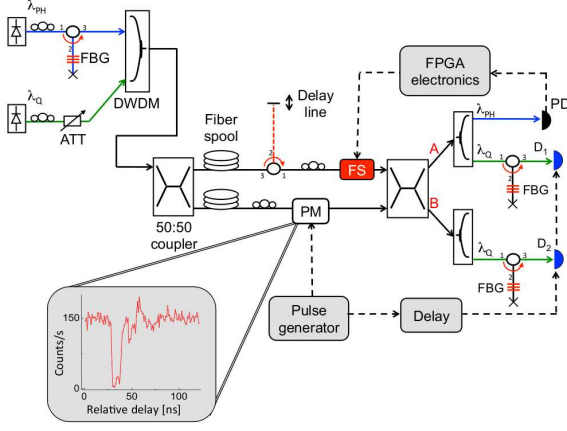 λPH
1
3
2
FBG
λQ
ATT
DWDM
Fiber spool
Delay line
2
3
1
FS
FPGA electronics
50:50 coupler
PM
A
B
λPH
PD
λQ
1
3
2
D1
FBG
λQ
1
3
2
D2
FBG
Pulse generator
Delay
Counts/s
150
0
0
50
100
Relative delay [ns]